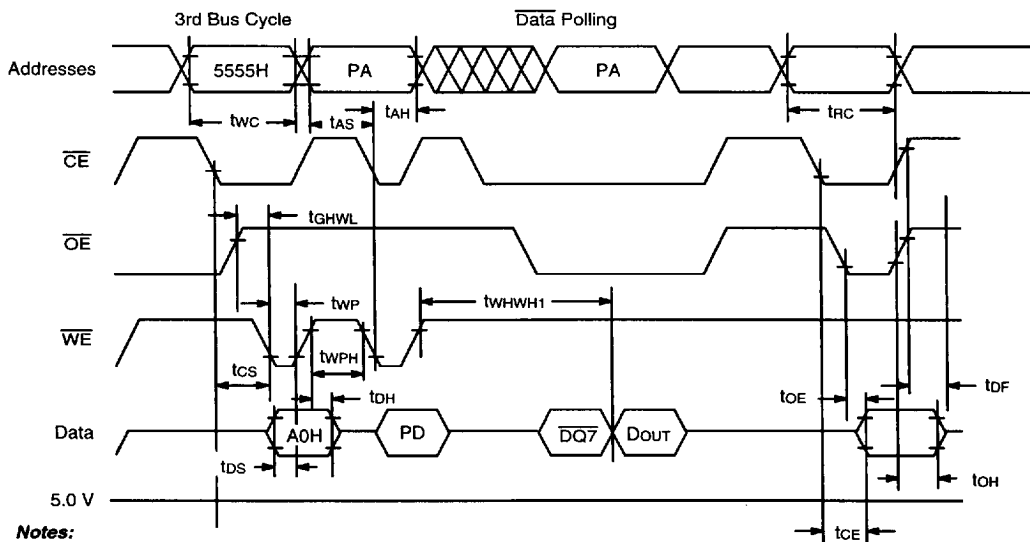 3rd Bus Cycle
Data Polling
Addresses
5555H
PA
PA
tWC
tAS
tAH
tRC
CE
tGHWL
OE
tWP
tWHWH1
WE
tWPH
tCS
tDH
tOE
tDF
Data
A0H
PD
DQ7
DOUT
tDS
tOH
5.0 V
tCE
Notes: